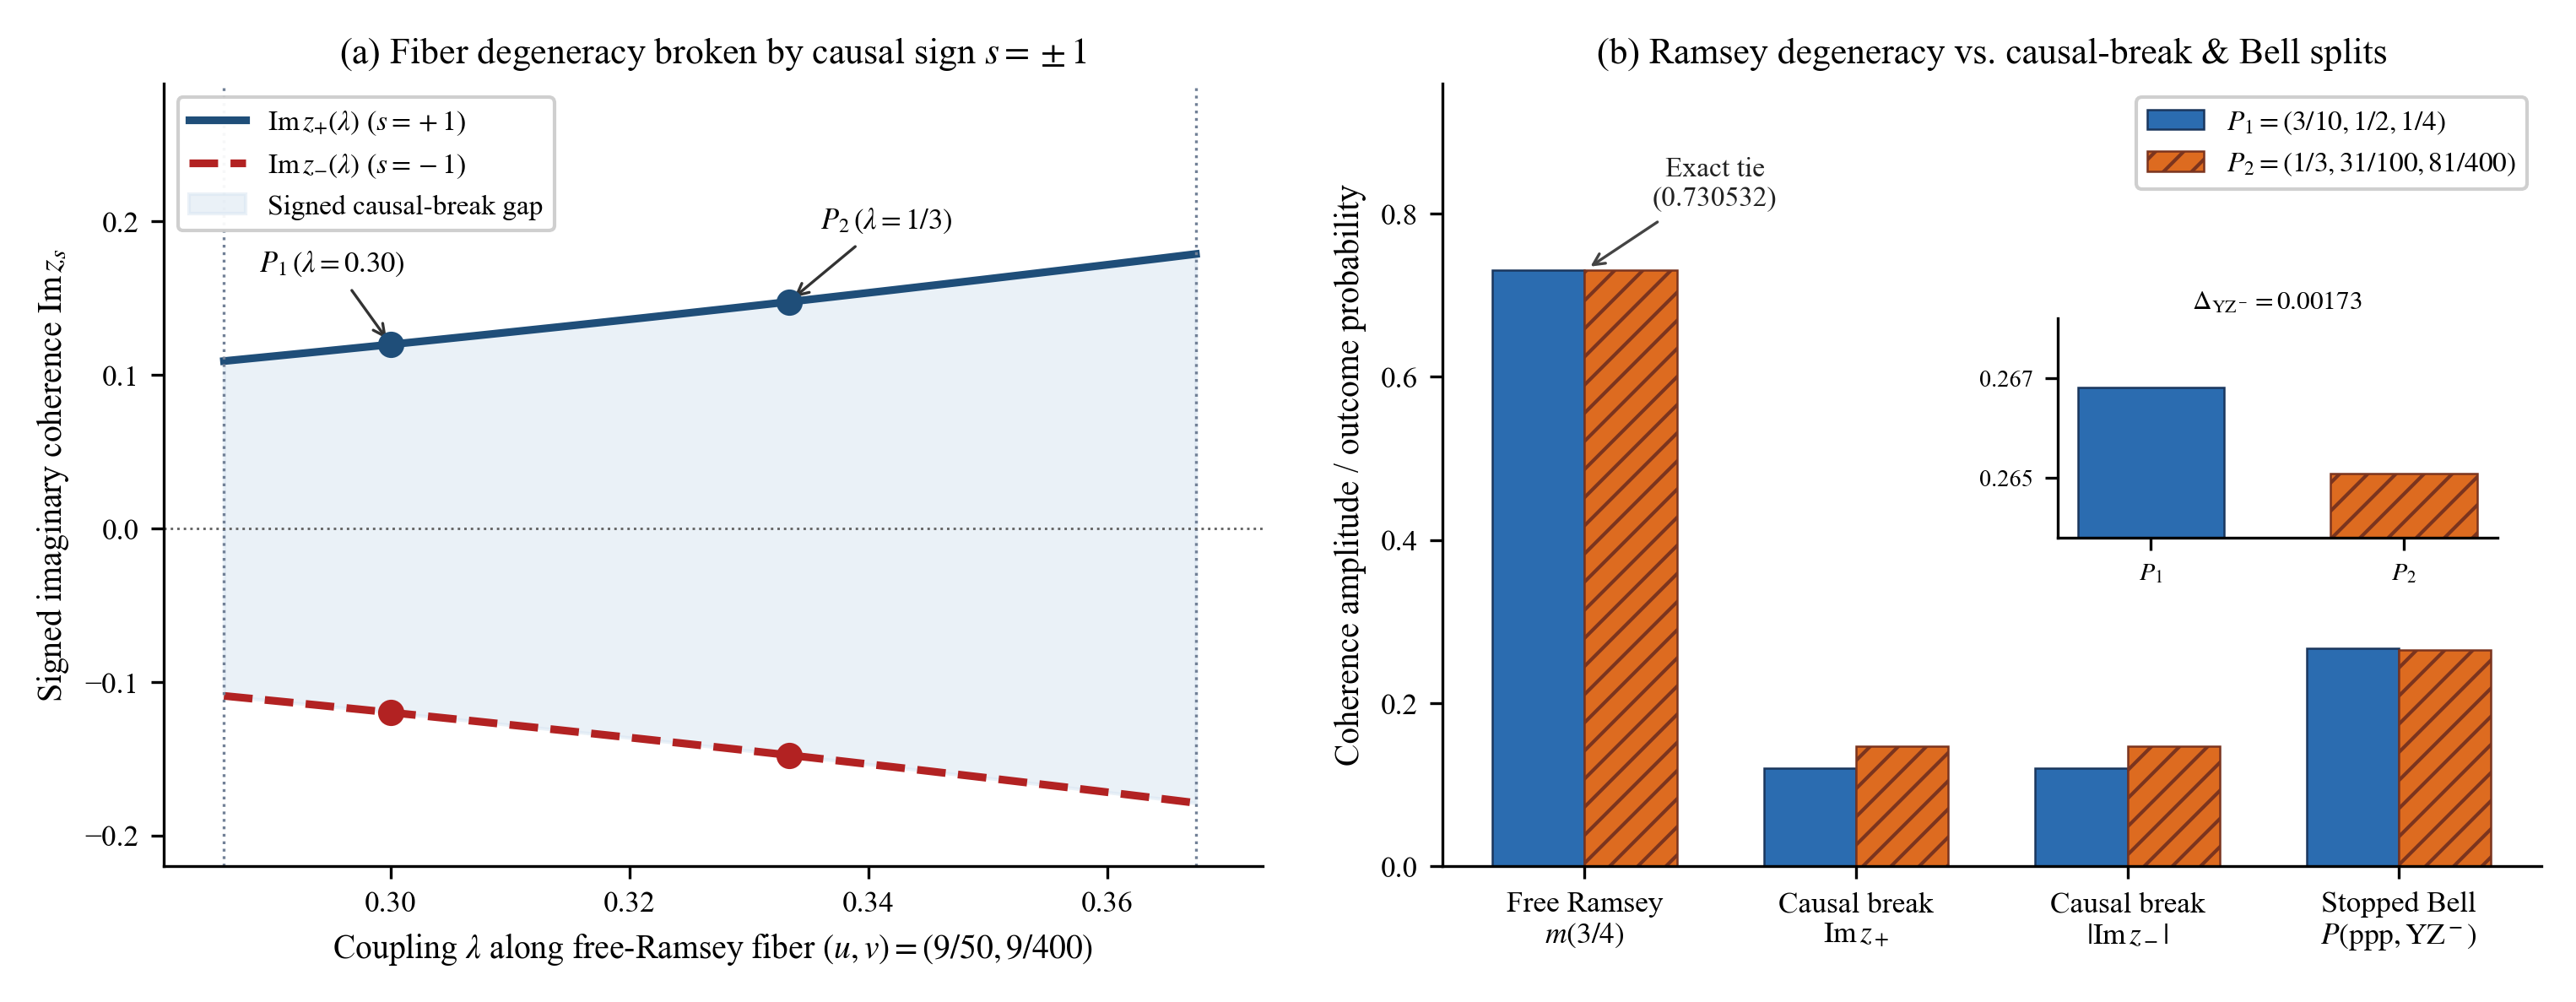 (a) Fiber degeneracy broken by causal sign s = ±1
Im z₊(λ) (s = +1)
Im z₋(λ) (s = −1)
Signed causal-break gap
P₁ (λ = 0.30)
P₂ (λ = 1/3)
Signed imaginary coherence Im zₛ
0.2
0.1
0.0
−0.1
−0.2
0.30
0.32
0.34
0.36
Coupling λ along free-Ramsey fiber (u, v) = (9/50, 9/400)
(b) Ramsey degeneracy vs. causal-break & Bell splits
P₁ = (3/10, 1/2, 1/4)
P₂ = (1/3, 31/100, 81/400)
Exact tie
(0.730532)
Coherence amplitude / outcome probability
0.8
0.6
0.4
0.2
0.0
Δ_YZ⁻ = 0.00173
0.267
0.265
P₁
P₂
Free Ramsey
m(3/4)
Causal break
Im z₊
Causal break
|Im z₋|
Stopped Bell
P(ppp, YZ⁻)